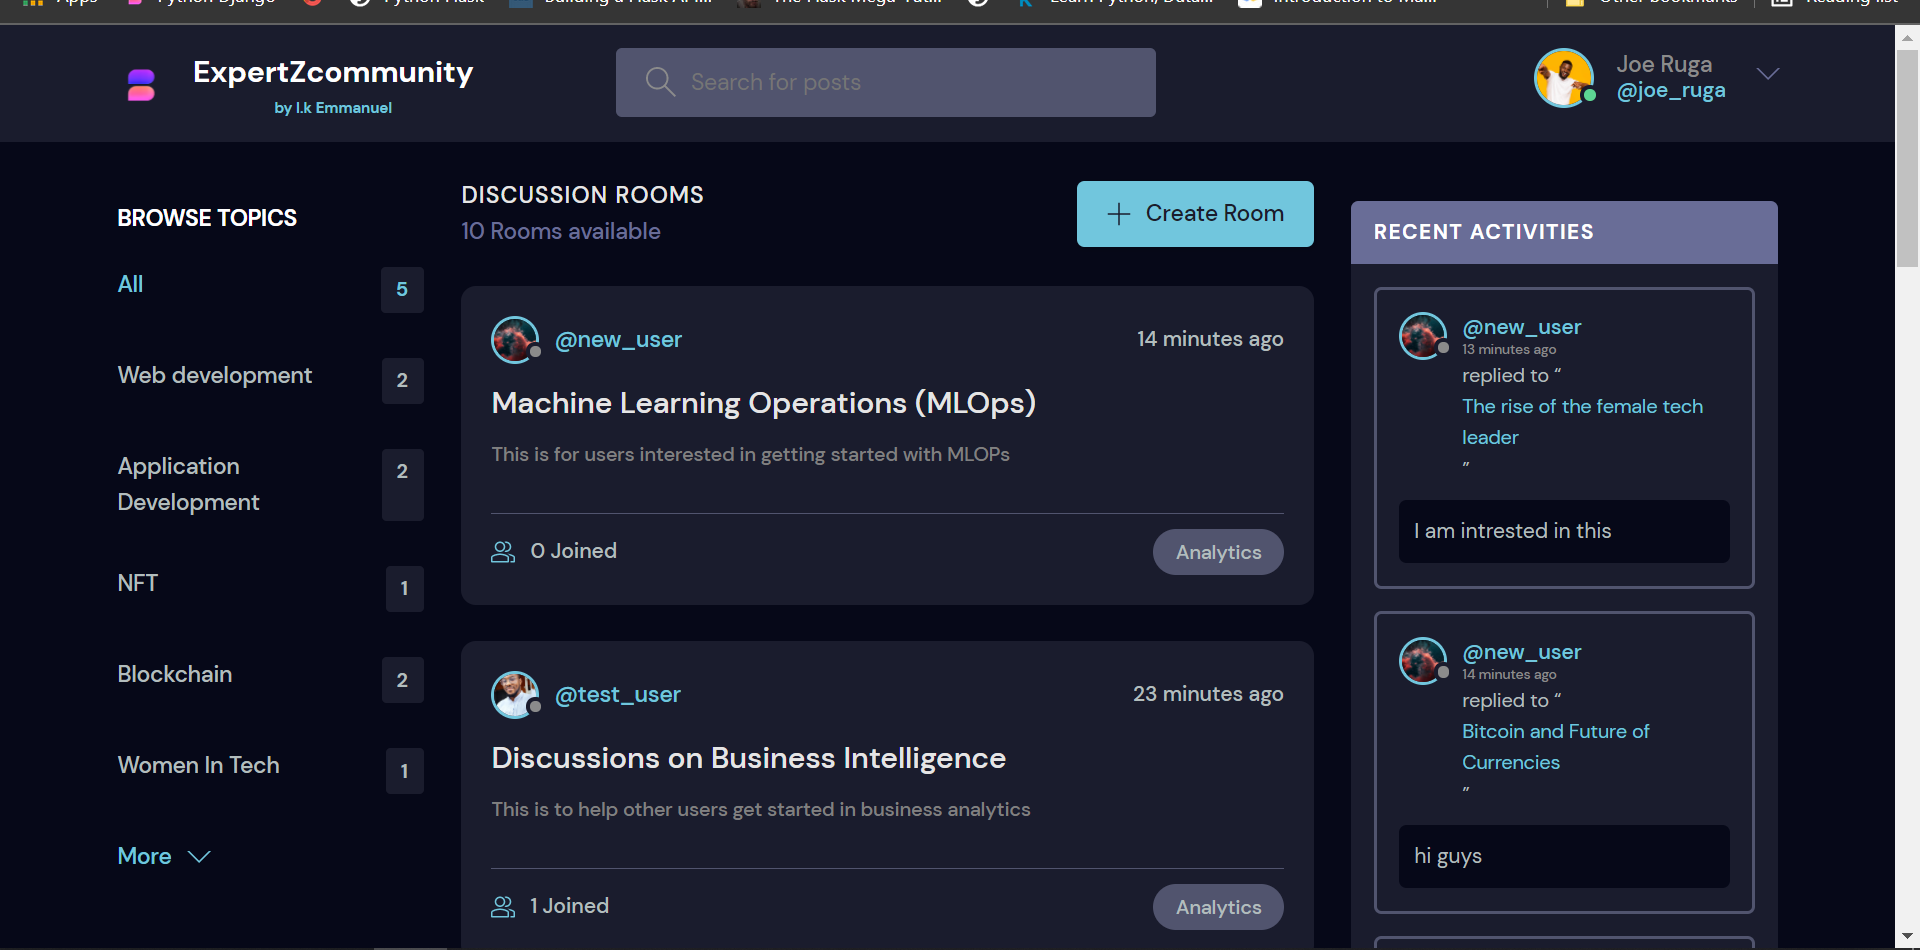 Apps
ExpertZcommunity
by I.k Emmanuel
Search for posts
Joe Ruga
@joe_ruga
BROWSE TOPICS
All
5
Web development
2
Application
Development
2
NFT
1
Blockchain
2
Women In Tech
1
More
DISCUSSION ROOMS
10 Rooms available
Create Room
@new_user
14 minutes ago
Machine Learning Operations (MLOps)
This is for users interested in getting started with MLOPs
0 Joined
Analytics
@test_user
23 minutes ago
Discussions on Business Intelligence
This is to help other users get started in business analytics
1 Joined
Analytics
RECENT ACTIVITIES
@new_user
13 minutes ago
replied to “
The rise of the female tech
leader
”
I am intrested in this
@new_user
14 minutes ago
replied to “
Bitcoin and Future of
Currencies
”
hi guys